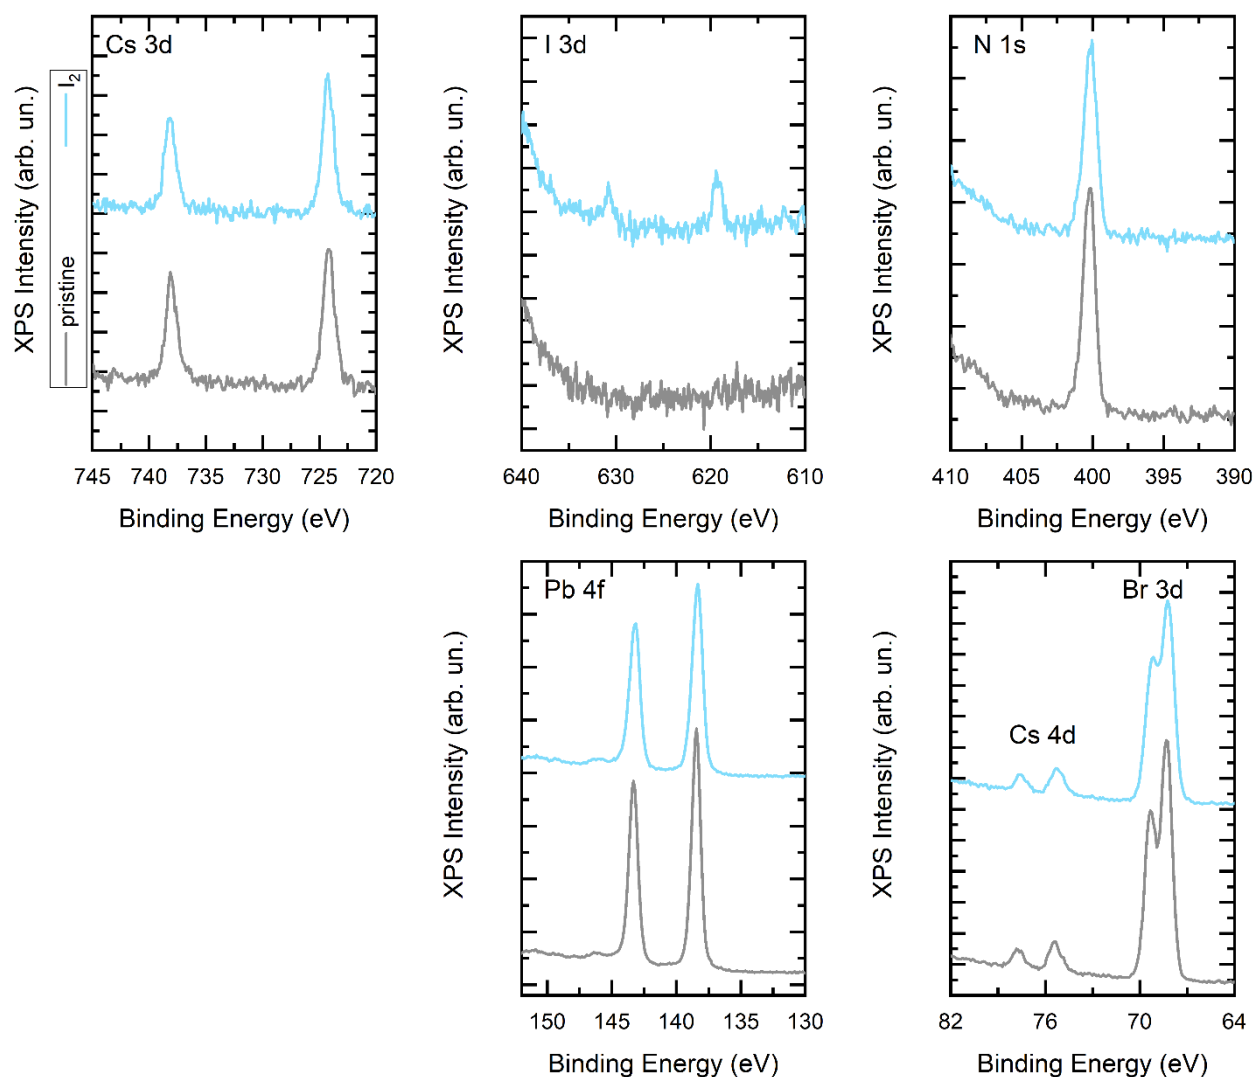 Cs 3d
XPS Intensity (arb. un.)
pristine
I₂
745 740 735 730 725 720
Binding Energy (eV)
I 3d
XPS Intensity (arb. un.)
640 630 620 610
Binding Energy (eV)
N 1s
XPS Intensity (arb. un.)
410 405 400 395 390
Binding Energy (eV)
Pb 4f
XPS Intensity (arb. un.)
150 145 140 135 130
Binding Energy (eV)
Br 3d
Cs 4d
XPS Intensity (arb. un.)
82 76 70 64
Binding Energy (eV)